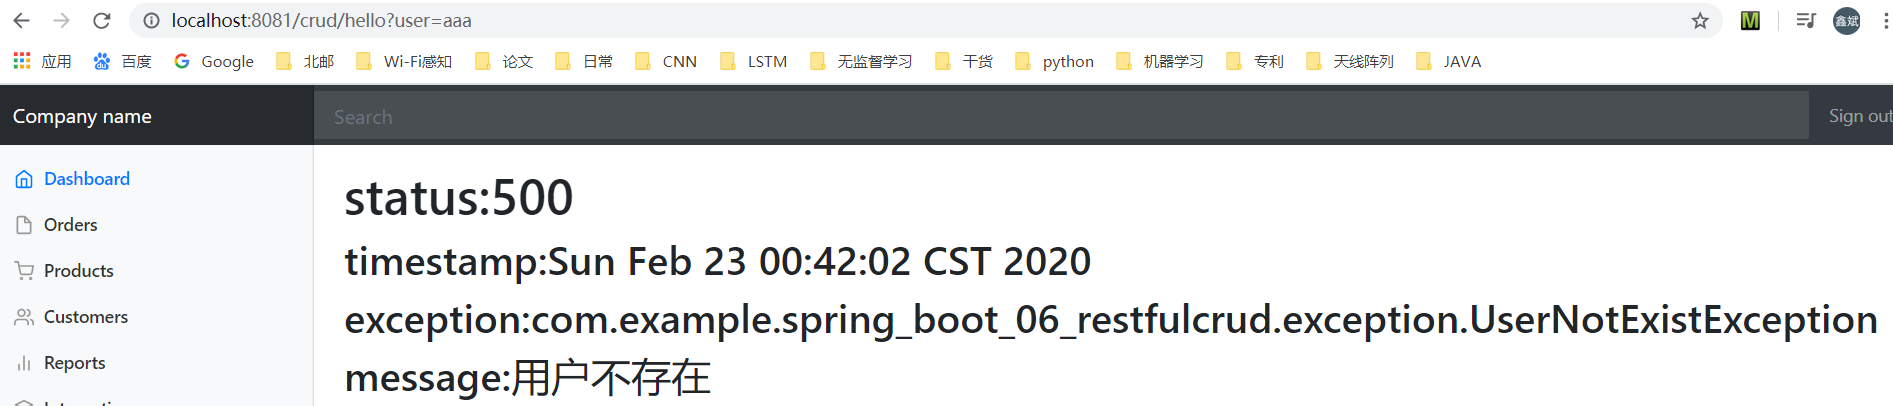 localhost:8081/crud/hello?user=aaa
鑫斌
应用 百度 Google 北邮 Wi-Fi感知 论文 日常 CNN LSTM 无监督学习 干货 python 机器学习 专利 天线阵列 JAVA
Company name Search Sign out
Dashboard
Orders
Products
Customers
Reports
status:500
timestamp:Sun Feb 23 00:42:02 CST 2020
exception:com.example.spring_boot_06_restfulcrud.exception.UserNotExistException
message:用户不存在